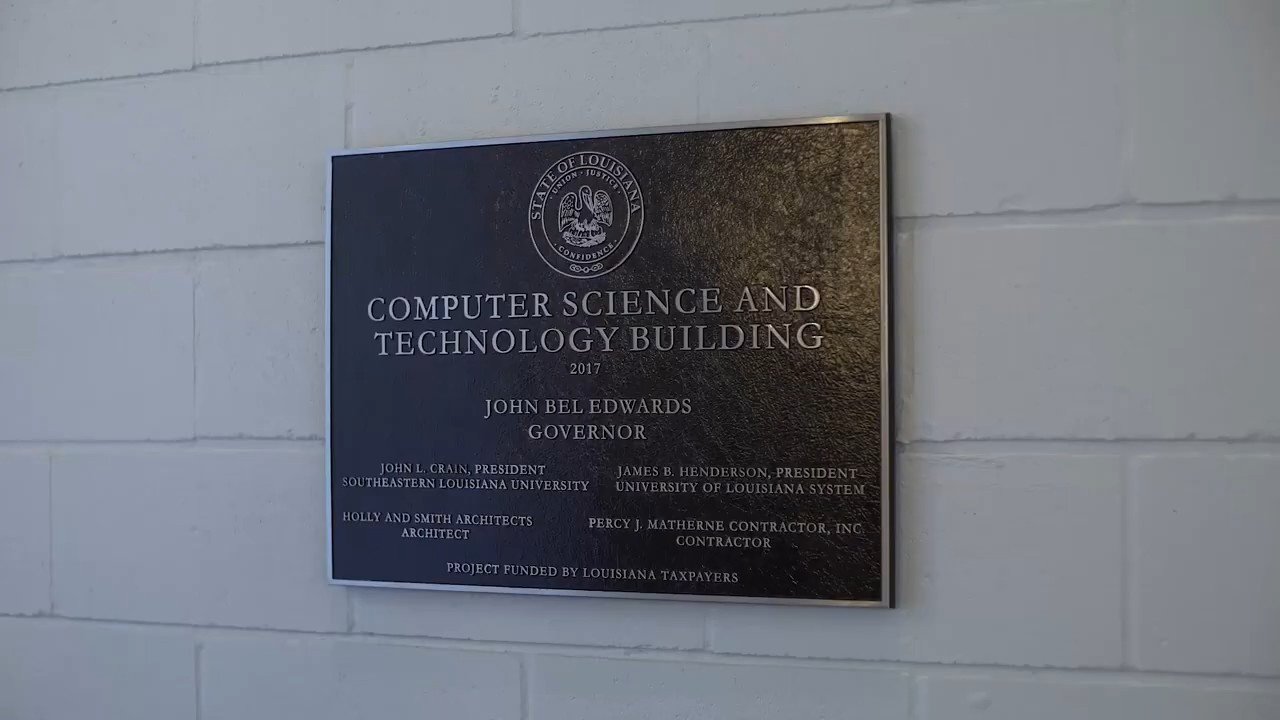 STATE OF LOUISIANA
UNION · JUSTICE
· CONFIDENCE ·
COMPUTER SCIENCE AND
TECHNOLOGY BUILDING
2017
JOHN BEL EDWARDS
GOVERNOR
JOHN L. CRAIN, PRESIDENT
SOUTHEASTERN LOUISIANA UNIVERSITY
JAMES B. HENDERSON, PRESIDENT
UNIVERSITY OF LOUISIANA SYSTEM
HOLLY AND SMITH ARCHITECTS
ARCHITECT
PERCY J. MATHERNE CONTRACTOR, INC.
CONTRACTOR
PROJECT FUNDED BY LOUISIANA TAXPAYERS